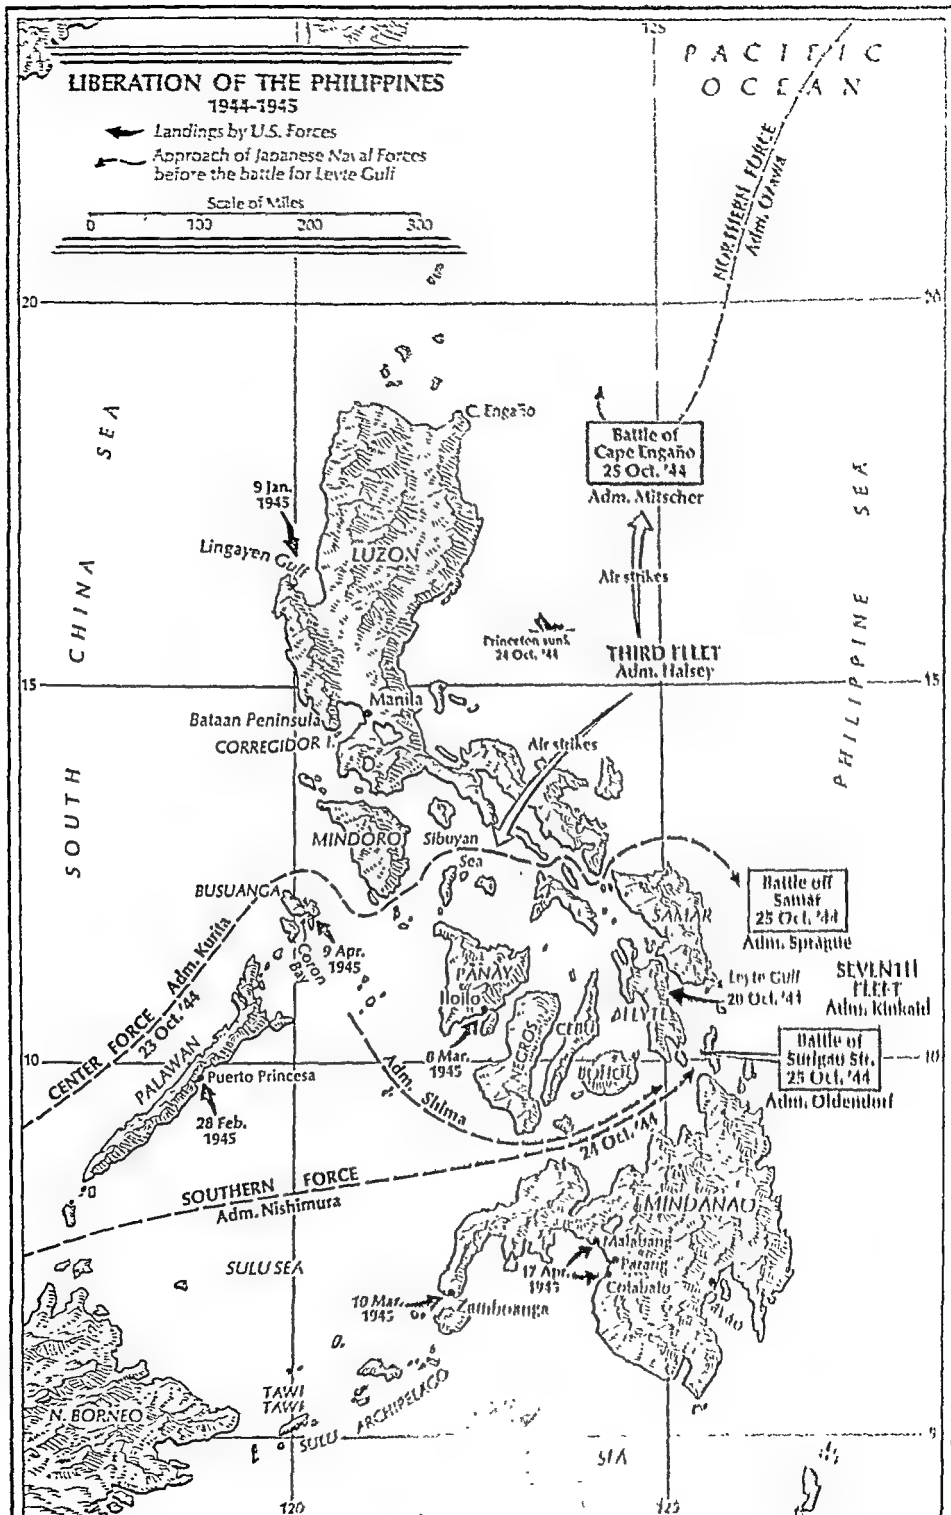 PACIFIC
OCEAN
LIBERATION OF THE PHILIPPINES
1944-1945
Landings by U.S. Forces
Approach of Japanese Naval Forces
before the battle for Leyte Gulf
Scale of Miles
0 100 200 300
NORTHERN FORCE
Adm. Ozawa
20
SOUTH CHINA SEA
C. Engaño
Battle of
Cape Engaño
25 Oct. '44
Adm. Mitscher
9 Jan.
1945
Lingayen Gulf
LUZON
Air strikes
Princeton sunk
24 Oct. '44
THIRD FLEET
Adm. Halsey
PHILIPPINE SEA
15
Manila
Bataan Peninsula
CORREGIDOR I.
Air strikes
MINDORO
Sibuyan
Sea
BUSUANGA
Battle off
Samar
25 Oct. '44
Adm. Sprague
SAMAR
CENTER FORCE Adm. Kurita
23 Oct. '44
9 Apr.
1945
Coron
Bay
PANAY
Iloilo
Leyte Gulf
20 Oct. '44
SEVENTH
FLEET
Adm. Kinkaid
LEYTE
8 Mar.
1945
NEGROS
CEBU
BOHOL
10
Battle of
Surigao Str.
25 Oct. '44
Adm. Oldendorf
PALAWAN
Puerto Princesa
28 Feb.
1945
Adm.
Shima
24 Oct. '44
SOUTHERN FORCE
Adm. Nishimura
MINDANAO
SULU SEA
Malabang
Parang
17 Apr.
1945
Cotabato
10 Mar.
1945
Zamboanga
TAWI
TAWI
SULU ARCHIPELAGO
N. BORNEO
SEA
120
125